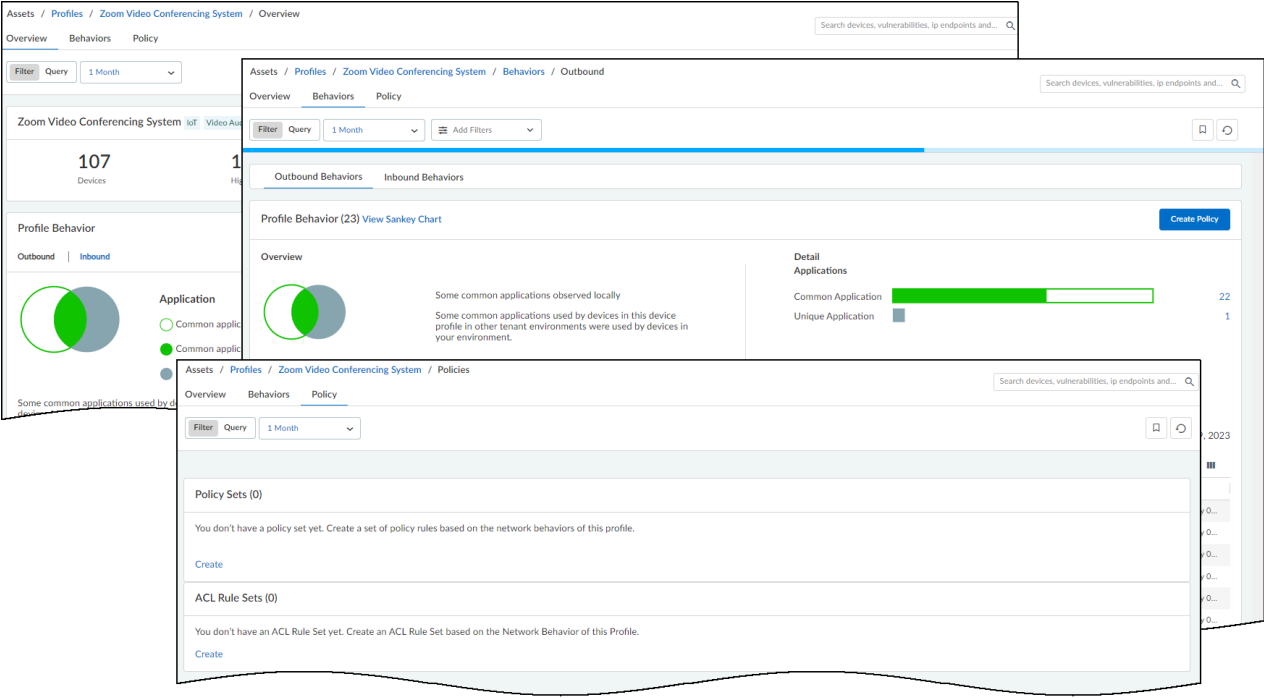 Assets / Profiles / Zoom Video Conferencing System / Overview
Search devices, vulnerabilities, ip endpoints and...
Overview Behaviors Policy
Filter Query 1 Month
Zoom Video Conferencing System IoT Video
107
Devices
Profile Behavior
Outbound | Inbound
Application
Common
Common
Some common applications used by
Assets / Profiles / Zoom Video Conferencing System / Behaviors / Outbound
Search devices, vulnerabilities, ip endpoints and...
Overview Behaviors Policy
Filter Query 1 Month Add Filters
Outbound Behaviors Inbound Behaviors
Profile Behavior (23) View Sankey Chart
Create Policy
Overview
Some common applications observed locally
Some common applications used by devices in this device
profile in other tenant environments were used by devices in
your environment.
Detail
Applications
Common Application 22
Unique Application 1
, 2023
y 0...
y 0...
y 0...
y 0...
y 0...
y 0...
Assets / Profiles / Zoom Video Conferencing System / Policies
Search devices, vulnerabilities, ip endpoints and...
Overview Behaviors Policy
Filter Query 1 Month
Policy Sets (0)
You don't have a policy set yet. Create a set of policy rules based on the network behaviors of this profile.
Create
ACL Rule Sets (0)
You don't have an ACL Rule Set yet. Create an ACL Rule Set based on the Network Behavior of this Profile.
Create